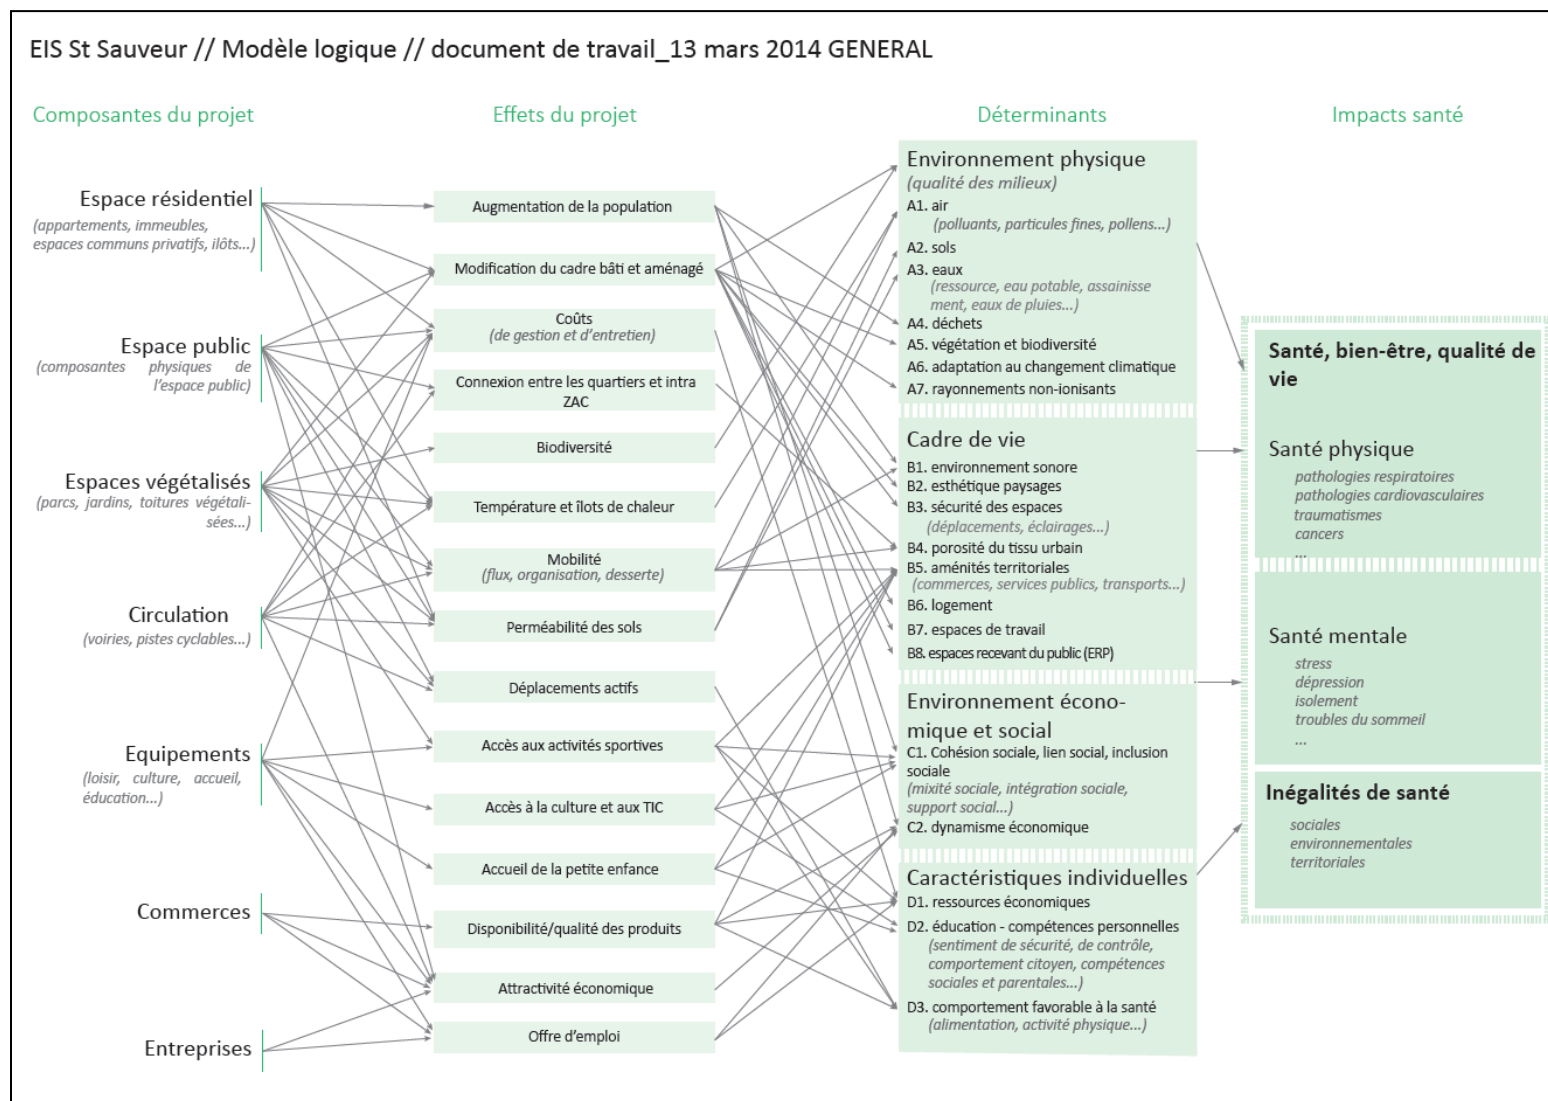 EIS St Sauveur // Modèle logique // document de travail_13 mars 2014 GENERAL
Composantes du projet
Effets du projet
Déterminants
Impacts santé
Espace résidentiel
(appartements, immeubles,
espaces communs privatifs, ilôts...)
Espace public
(composantes physiques de
l'espace public)
Espaces végétalisés
(parcs, jardins, toitures végétali-
sées...)
Circulation
(voiries, pistes cyclables...)
Equipements
(loisir, culture, accueil,
éducation...)
Commerces
Entreprises
Augmentation de la population
Modification du cadre bâti et aménagé
Coûts
(de gestion et d'entretien)
Connexion entre les quartiers et intra
ZAC
Biodiversité
Température et îlots de chaleur
Mobilité
(flux, organisation, desserte)
Perméabilité des sols
Déplacements actifs
Accès aux activités sportives
Accès à la culture et aux TIC
Accueil de la petite enfance
Disponibilité/qualité des produits
Attractivité économique
Offre d'emploi
Environnement physique
(qualité des milieux)
A1. air
(polluants, particules fines, pollens...)
A2. sols
A3. eaux
(ressource, eau potable, assainisse
ment, eaux de pluies...)
A4. déchets
A5. végétation et biodiversité
A6. adaptation au changement climatique
A7. rayonnements non-ionisants
Cadre de vie
B1. environnement sonore
B2. esthétique paysages
B3. sécurité des espaces
(déplacements, éclairages...)
B4. porosité du tissu urbain
B5. aménités territoriales
(commerces, services publics, transports...)
B6. logement
B7. espaces de travail
B8. espaces recevant du public (ERP)
Environnement écono-
mique et social
C1. Cohésion sociale, lien social, inclusion
sociale
(mixité sociale, intégration sociale,
support social...)
C2. dynamisme économique
Caractéristiques individuelles
D1. ressources économiques
D2. éducation - compétences personnelles
(sentiment de sécurité, de contrôle,
comportement citoyen, compétences
sociales et parentales...)
D3. comportement favorable à la santé
(alimentation, activité physique...)
Santé, bien-être, qualité de
vie
Santé physique
pathologies respiratoires
pathologies cardiovasculaires
traumatismes
cancers
...
Santé mentale
stress
dépression
isolement
troubles du sommeil
...
Inégalités de santé
sociales
environnementales
territoriales